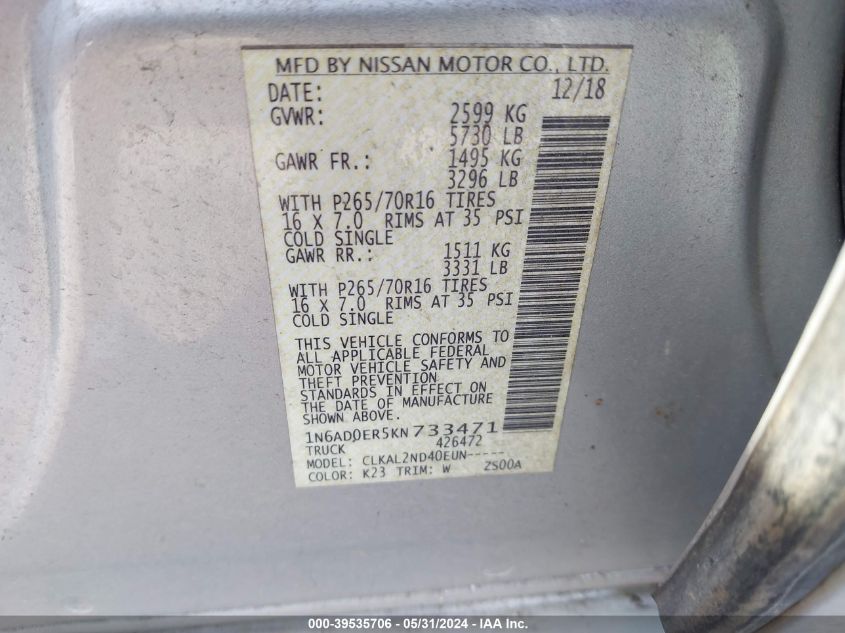 MFD BY NISSAN MOTOR CO., LTD.
DATE: 12/18
GVWR: 2599 KG
5730 LB
GAWR FR.: 1495 KG
3296 LB
WITH P265/70R16 TIRES
16 X 7.0 RIMS AT 35 PSI
COLD SINGLE
GAWR RR.: 1511 KG
3331 LB
WITH P265/70R16 TIRES
16 X 7.0 RIMS AT 35 PSI
COLD SINGLE
THIS VEHICLE CONFORMS TO
ALL APPLICABLE FEDERAL
MOTOR VEHICLE SAFETY AND
THEFT PREVENTION
STANDARDS IN EFFECT ON
THE DATE OF MANUFACTURE
SHOWN ABOVE.
1N6AD0ER5KN733471
TRUCK 426472
MODEL: CLKAL2ND40EUN-----
COLOR: K23 TRIM: W ZS00A
000-39535706 - 05/31/2024 - IAA Inc.